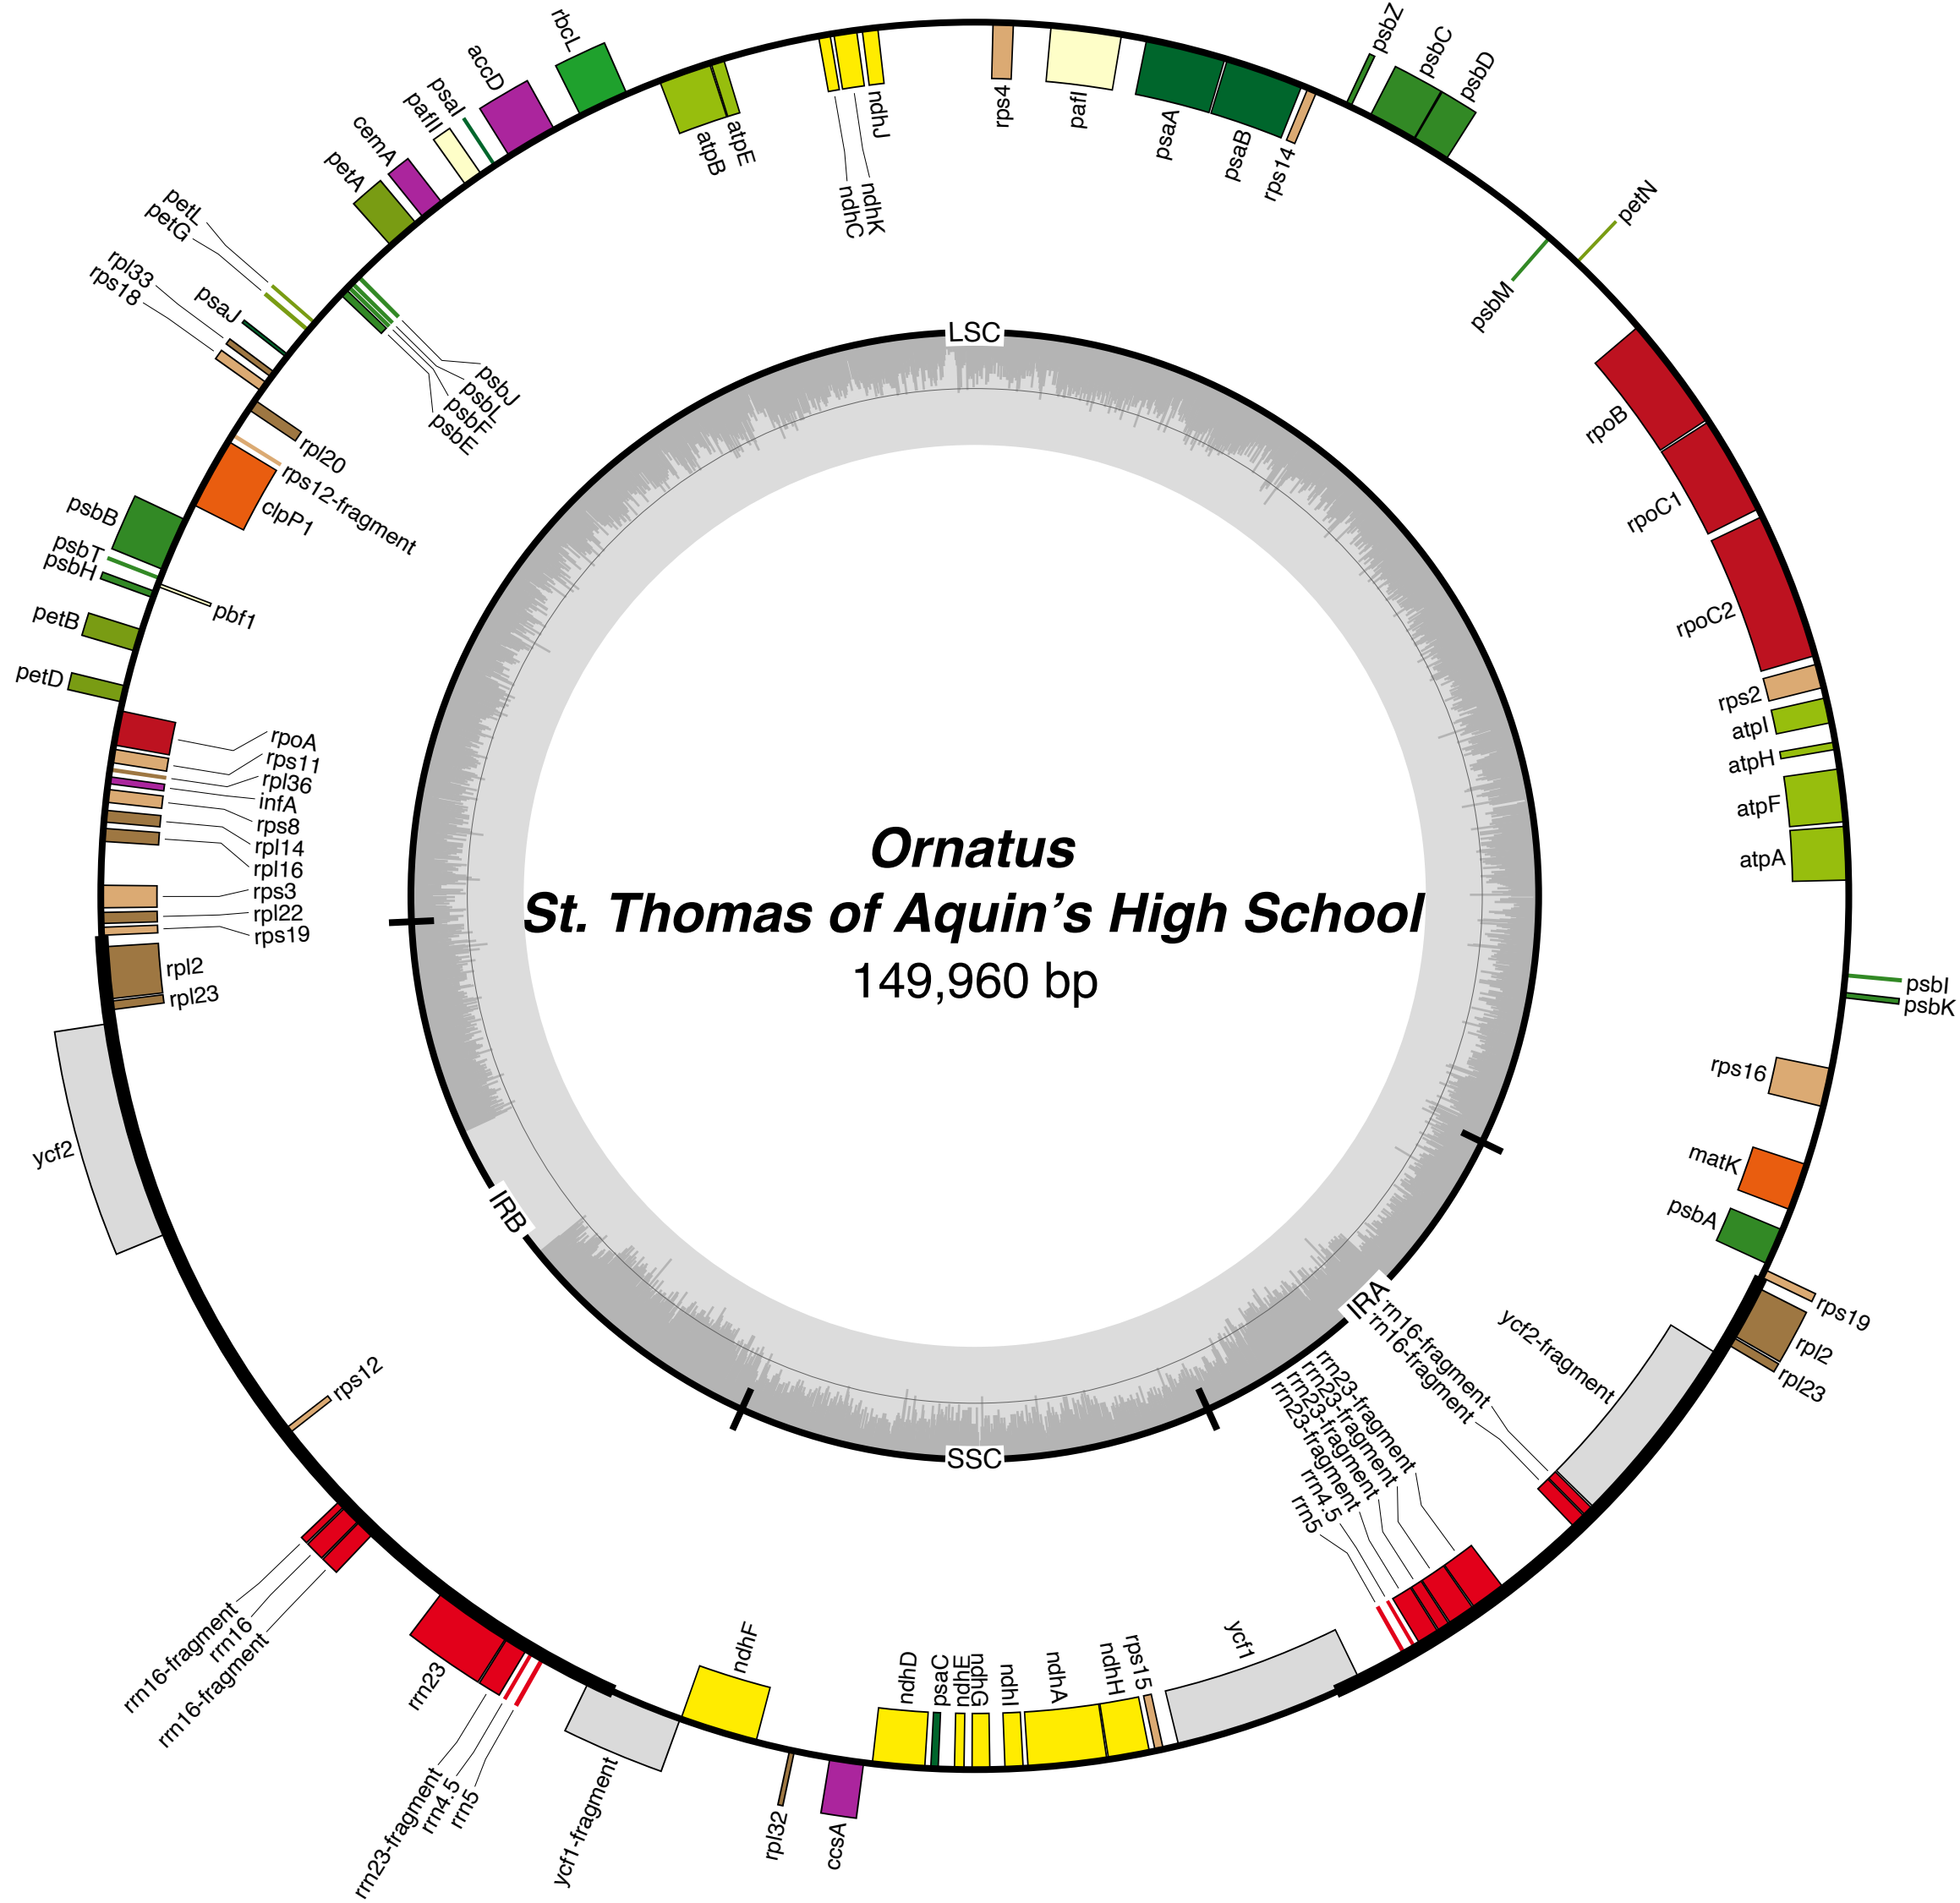 Ornatus
St. Thomas of Aquin's High School
149,960 bp
LSC
IRA
SSC
IRB
rps4
pafI
psaA
psaB
rps14
psbZ
psbC
psbD
petN
psbM
rpoB
rpoC1
rpoC2
rps2
atpI
atpH
atpF
atpA
psbI
psbK
rps16
matK
psbA
rps19
rpl2
rpl23
ycf2-fragment
rrn16-fragment
rrn16-fragment
rrn23-fragment
rrn23-fragment
rrn23-fragment
rrn23-fragment
rrn4.5
rrn5
ycf1
rps15
ndhH
ndhA
ndhI
ndhG
ndhE
psaC
ndhD
ccsA
rpl32
ndhF
ycf1-fragment
rrn5
rrn4.5
rrn23-fragment
rrn23
rrn16-fragment
rrn16
rrn16-fragment
rps12
ycf2
rpl23
rpl2
rps19
rpl22
rps3
rpl16
rpl14
rps8
infA
rpl36
rps11
rpoA
petD
petB
pbf1
psbH
psbT
psbB
clpP1
rps12-fragment
rpl20
rps18
rpl33
psaJ
petG
petL
psbE
psbF
psbL
psbJ
petA
cemA
pafII
psaI
accD
rbcL
atpB
atpE
ndhC
ndhK
ndhJ